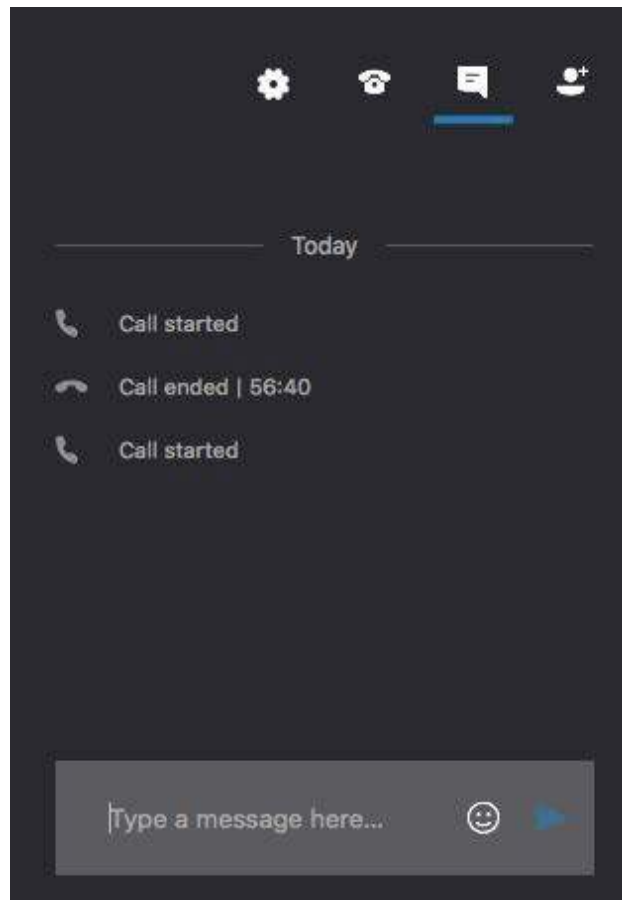 Today
Call started
Call ended | 56:40
Call started
Type a message here...